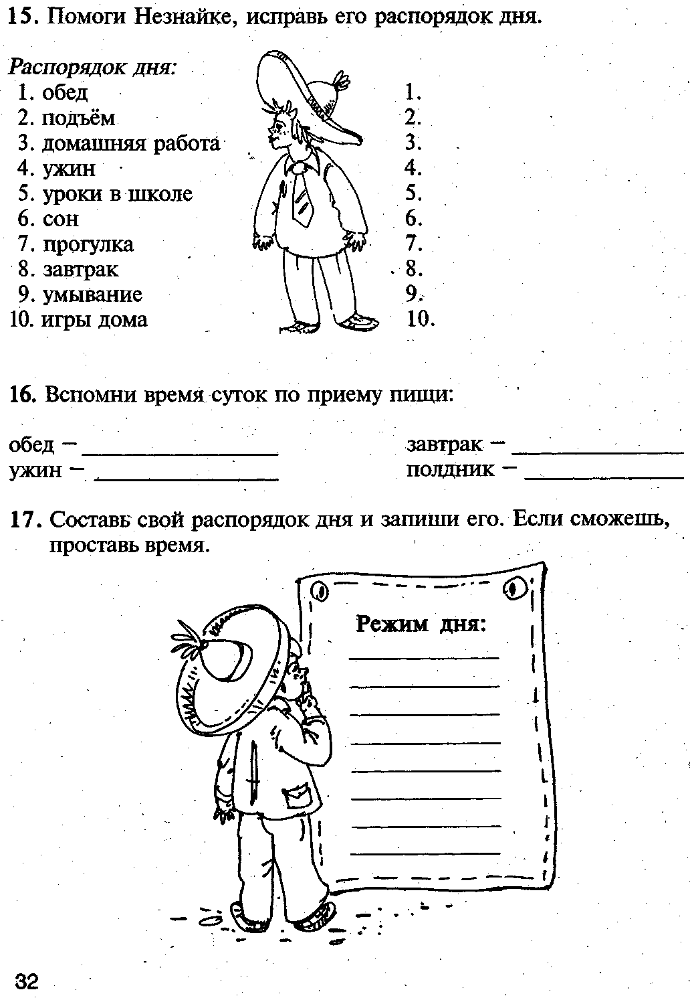 15. Помоги Незнайке, исправь его распорядок дня.
Распорядок дня:
1. обед
2. подъём
3. домашняя работа
4. ужин
5. уроки в школе
6. сон
7. прогулка
8. завтрак
9. умывание
10. игры дома
1.
2.
3.
4.
5.
6.
7.
8.
9.
10.
16. Вспомни время суток по приему пищи:
обед – завтрак –
ужин – полдник –
17. Составь свой распорядок дня и запиши его. Если сможешь,
проставь время.
Режим дня:
32